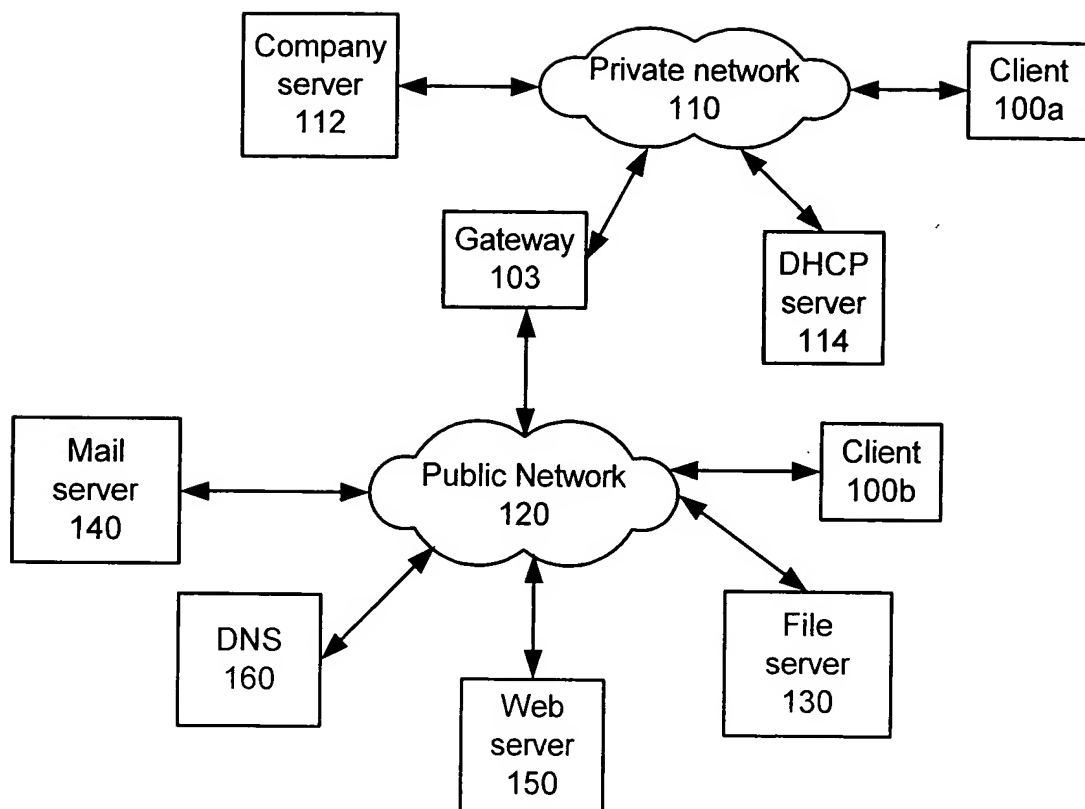 Company
server
112
Private network
110
Client
100a
Gateway
103
DHCP
server
114
Mail
server
140
Public Network
120
Client
100b
DNS
160
Web
server
150
File
server
130